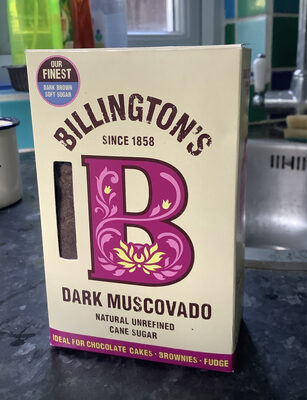 OUR
FINEST
DARK BROWN
SOFT SUGAR
BILLINGTON'S
SINCE 1858
B
DARK MUSCOVADO
NATURAL UNREFINED
CANE SUGAR
IDEAL FOR CHOCOLATE CAKES • BROWNIES • FUDGE